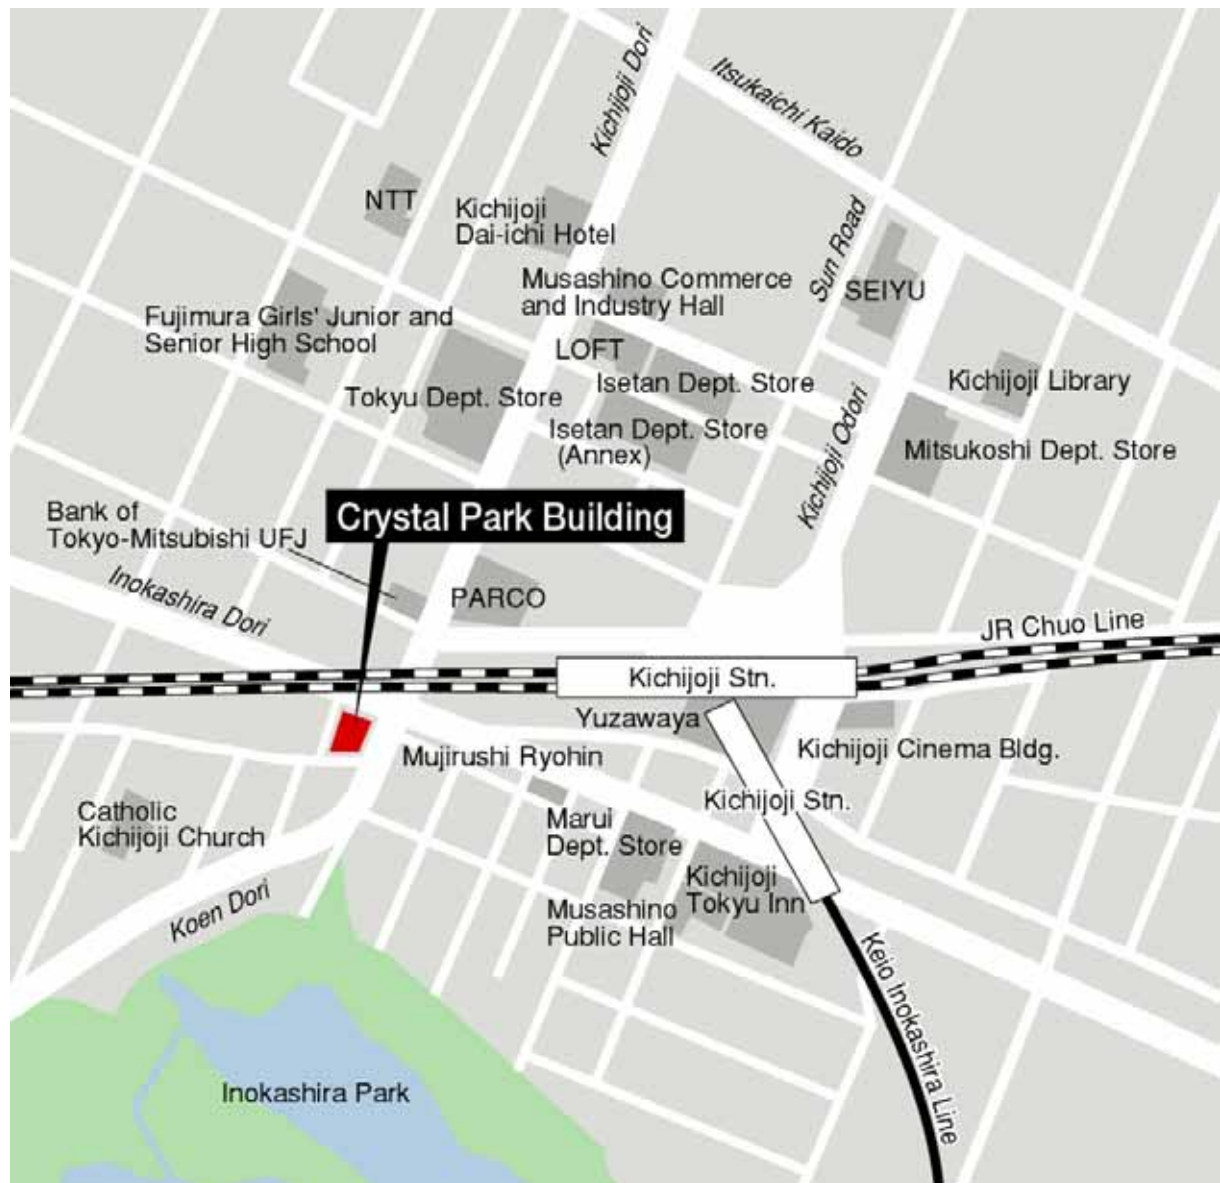 Kichijoji Dori
Itsukaichi Kaido
NTT
Kichijoji
Dai-ichi Hotel
Sun Road
Musashino Commerce
and Industry Hall
SEIYU
Fujimura Girls' Junior and
Senior High School
LOFT
Isetan Dept. Store
Kichijoji Library
Tokyu Dept. Store
Isetan Dept. Store
(Annex)
Kichijoji Odori
Mitsukoshi Dept. Store
Bank of
Tokyo-Mitsubishi UFJ
Crystal Park Building
Inokashira Dori
PARCO
JR Chuo Line
Kichijoji Stn.
Yuzawaya
Mujirushi Ryohin
Kichijoji Cinema Bldg.
Kichijoji Stn.
Catholic
Kichijoji Church
Marui
Dept. Store
Kichijoji
Tokyu Inn
Koen Dori
Musashino
Public Hall
Keio Inokashira Line
Inokashira Park